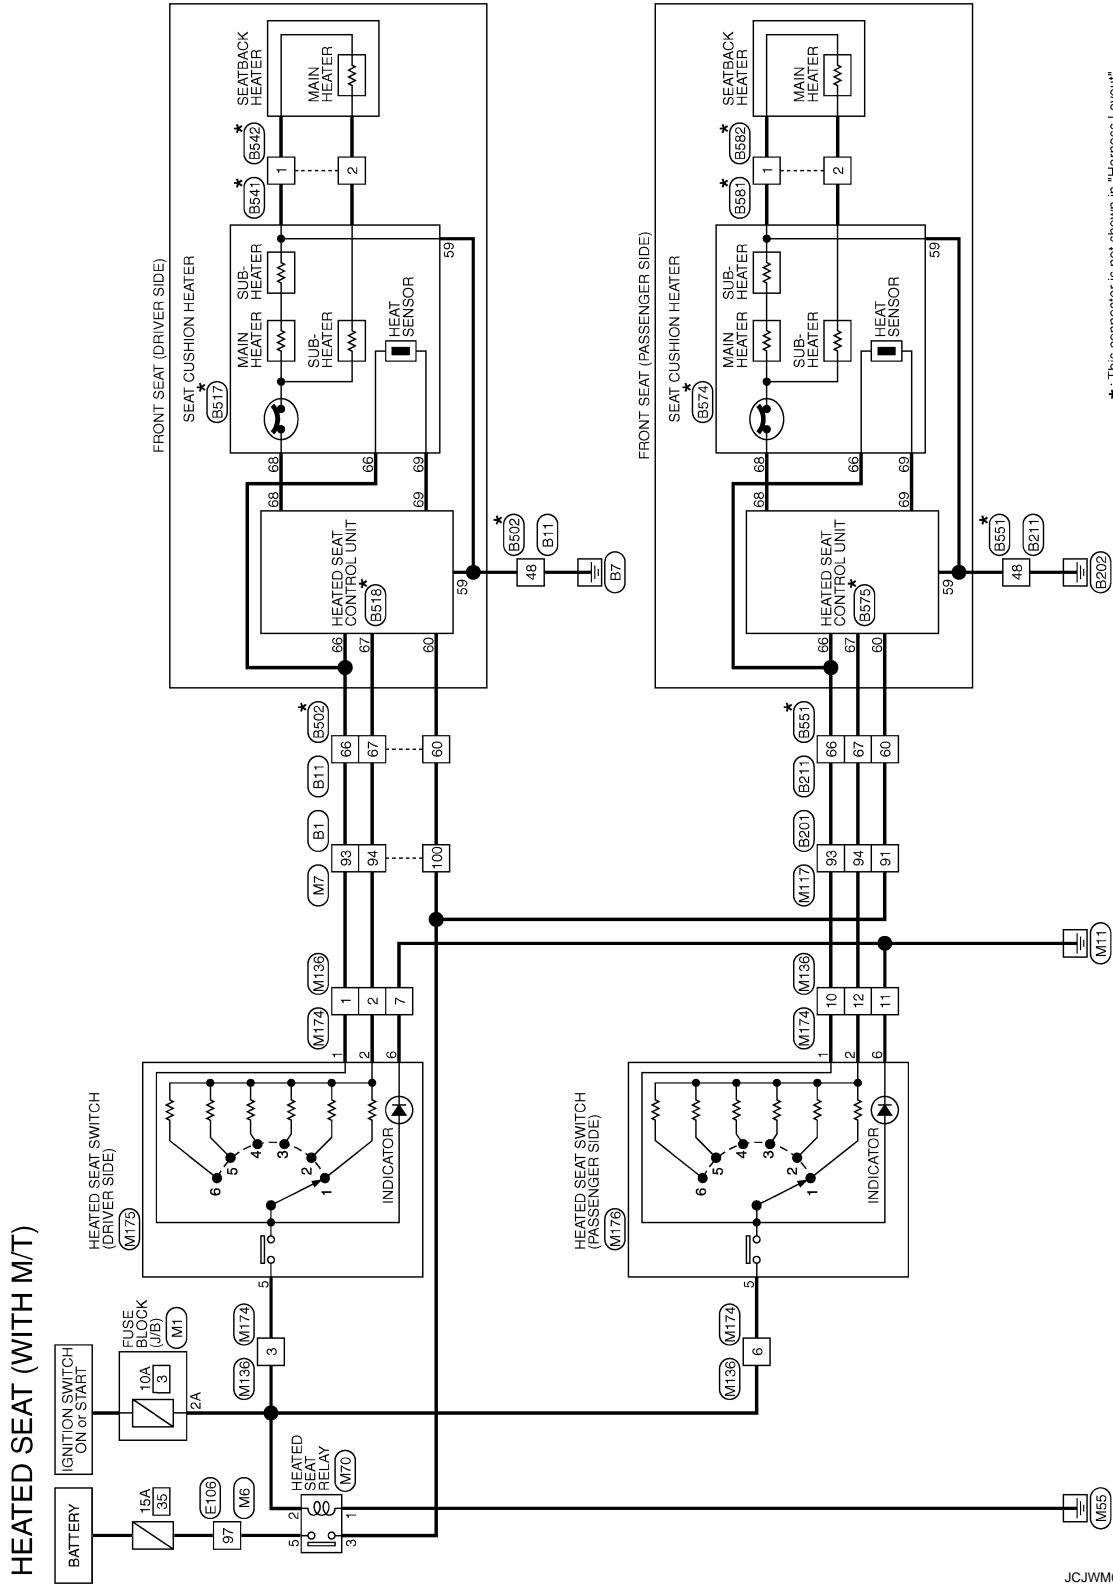 HEATED SEAT (WITH M/T)
BATTERY
15A
35
E106
97
M6
5
2
3
1
HEATED
SEAT
RELAY
M70
M55
IGNITION SWITCH
ON or START
10A
3
FUSE
BLOCK
(J/B)
M1
2A
M136
3
M174
M136
6
M174
HEATED SEAT SWITCH
(DRIVER SIDE)
M175
5
6
5
4
3
2
1
INDICATOR
1
2
6
HEATED SEAT SWITCH
(PASSENGER SIDE)
M176
5
6
5
4
3
2
1
INDICATOR
1
2
6
M174
M136
1
2
7
M174
M136
10
12
11
M11
M7
B1
93
94
100
M117
B201
93
94
91
B11
B502
*
66
67
60
B211
B551
*
66
67
60
FRONT SEAT (DRIVER SIDE)
66
67
60
HEATED SEAT
CONTROL UNIT
B518
*
68
69
59
68
66
69
B502
*
48
B11
B7
SEAT CUSHION HEATER
B517
*
MAIN
HEATER
SUB-
HEATER
SUB-
HEATER
HEAT
SENSOR
59
B541
*
B542
*
1
2
SEATBACK
HEATER
MAIN
HEATER
FRONT SEAT (PASSENGER SIDE)
66
67
60
HEATED SEAT
CONTROL UNIT
B575
*
68
69
59
68
66
69
B551
*
48
B211
B202
SEAT CUSHION HEATER
B574
*
MAIN
HEATER
SUB-
HEATER
SUB-
HEATER
HEAT
SENSOR
59
B581
*
B582
*
1
2
SEATBACK
HEATER
MAIN
HEATER
* : This connector is not shown in "Harness Layout"